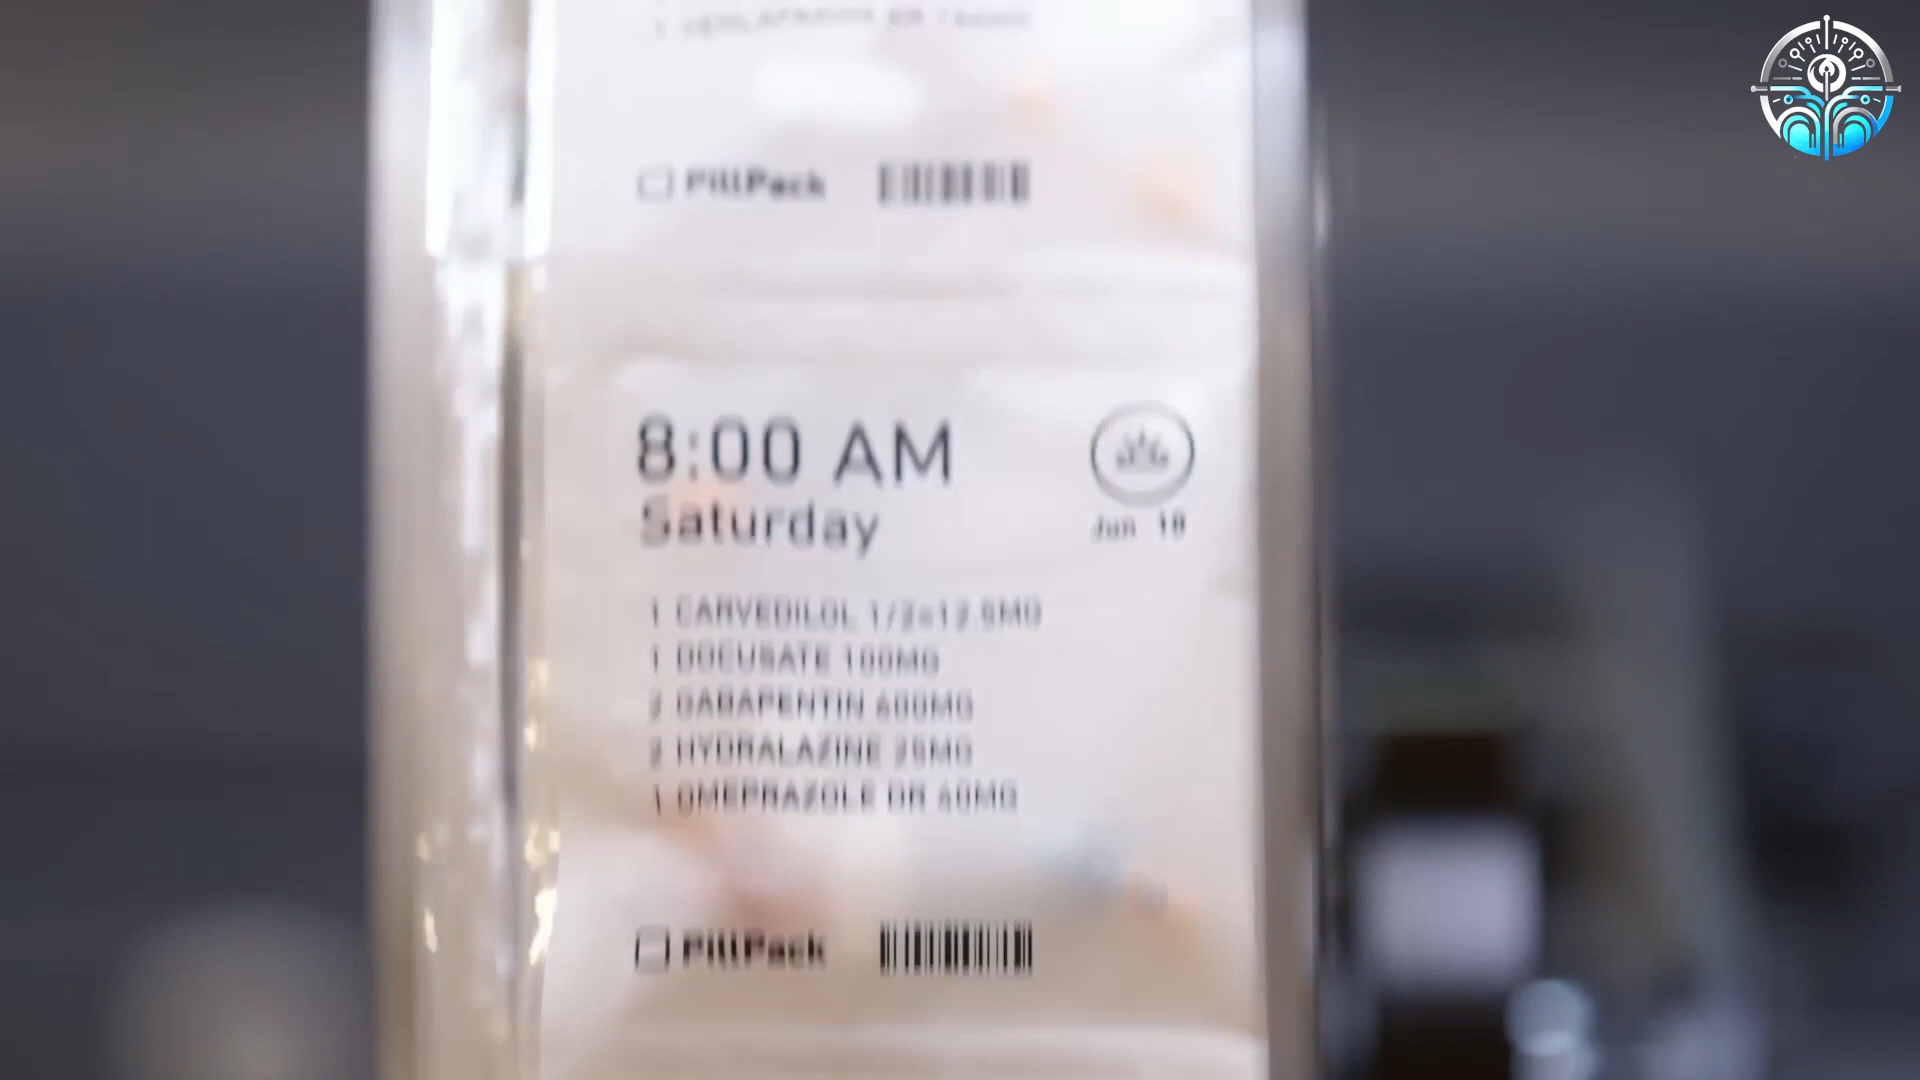 PillPack
8:00 AM
Saturday
Jun 18
1 CARVEDILOL 1/2=12.5MG
1 DOCUSATE 100MG
2 GABAPENTIN 600MG
2 HYDRALAZINE 25MG
1 OMEPRAZOLE DR 40MG
PillPack